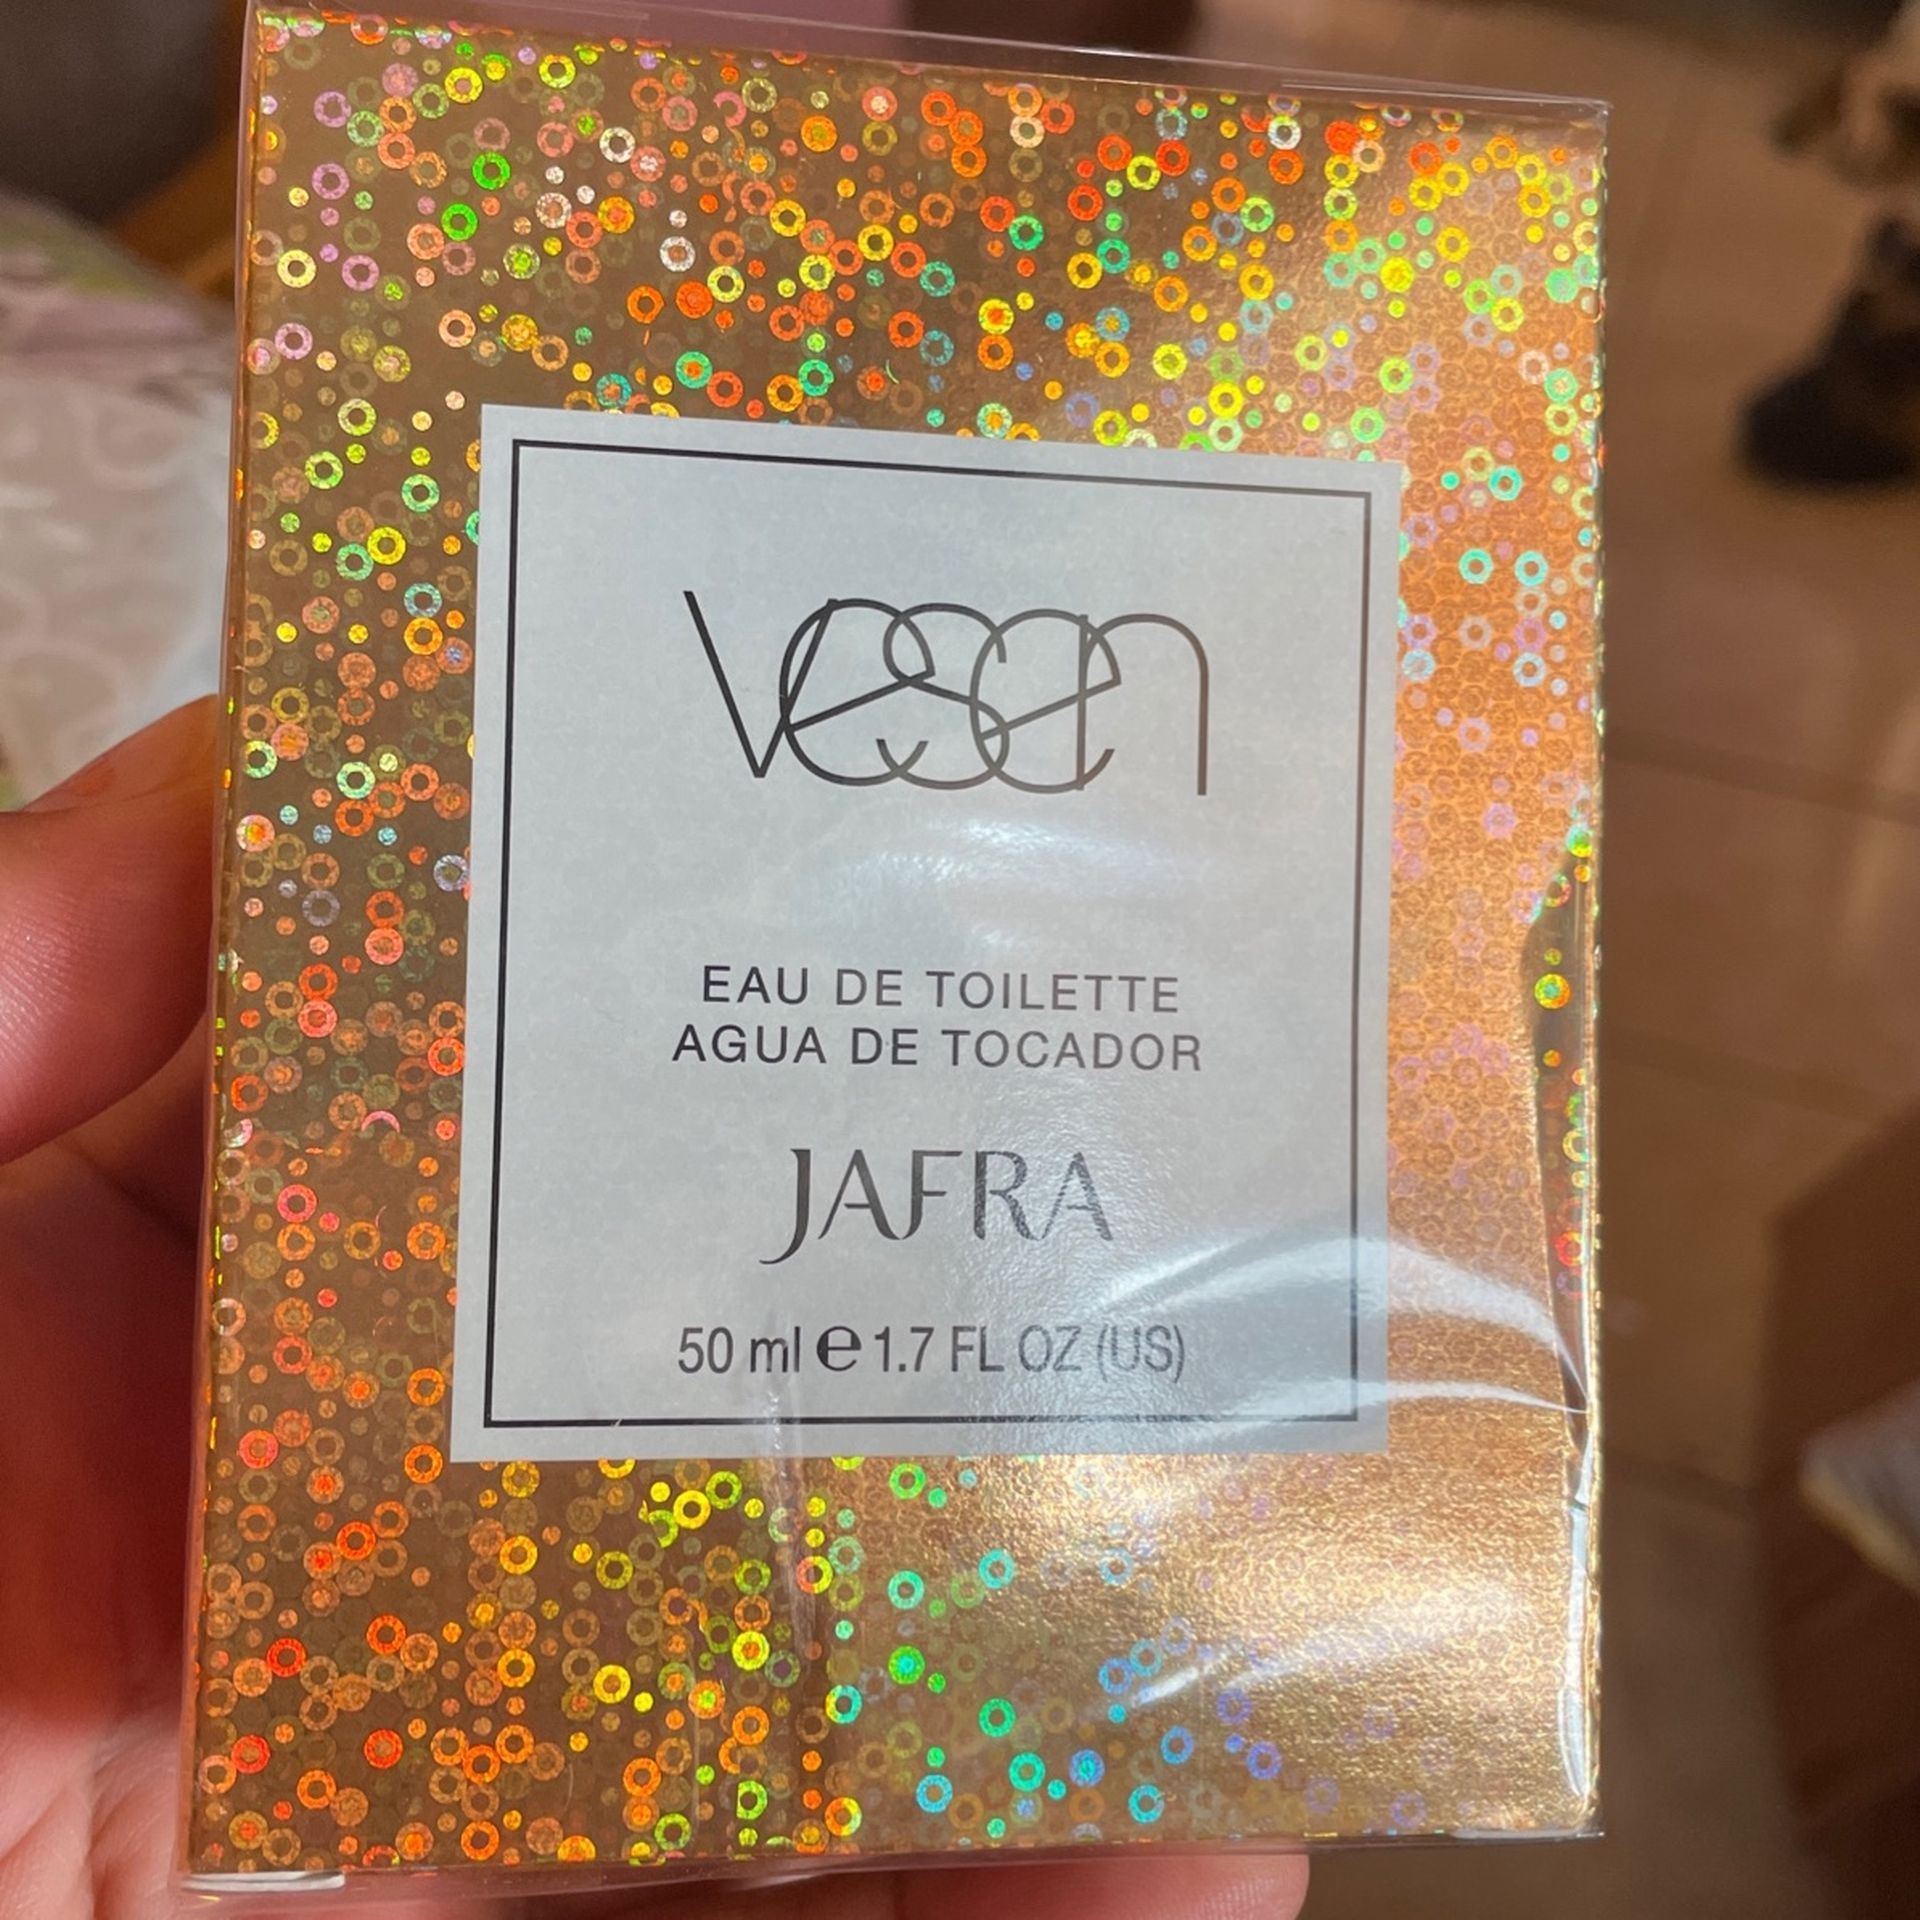 Vesen
EAU DE TOILETTE
AGUA DE TOCADOR
JAFRA
50 ml ℮ 1.7 FL OZ (US)